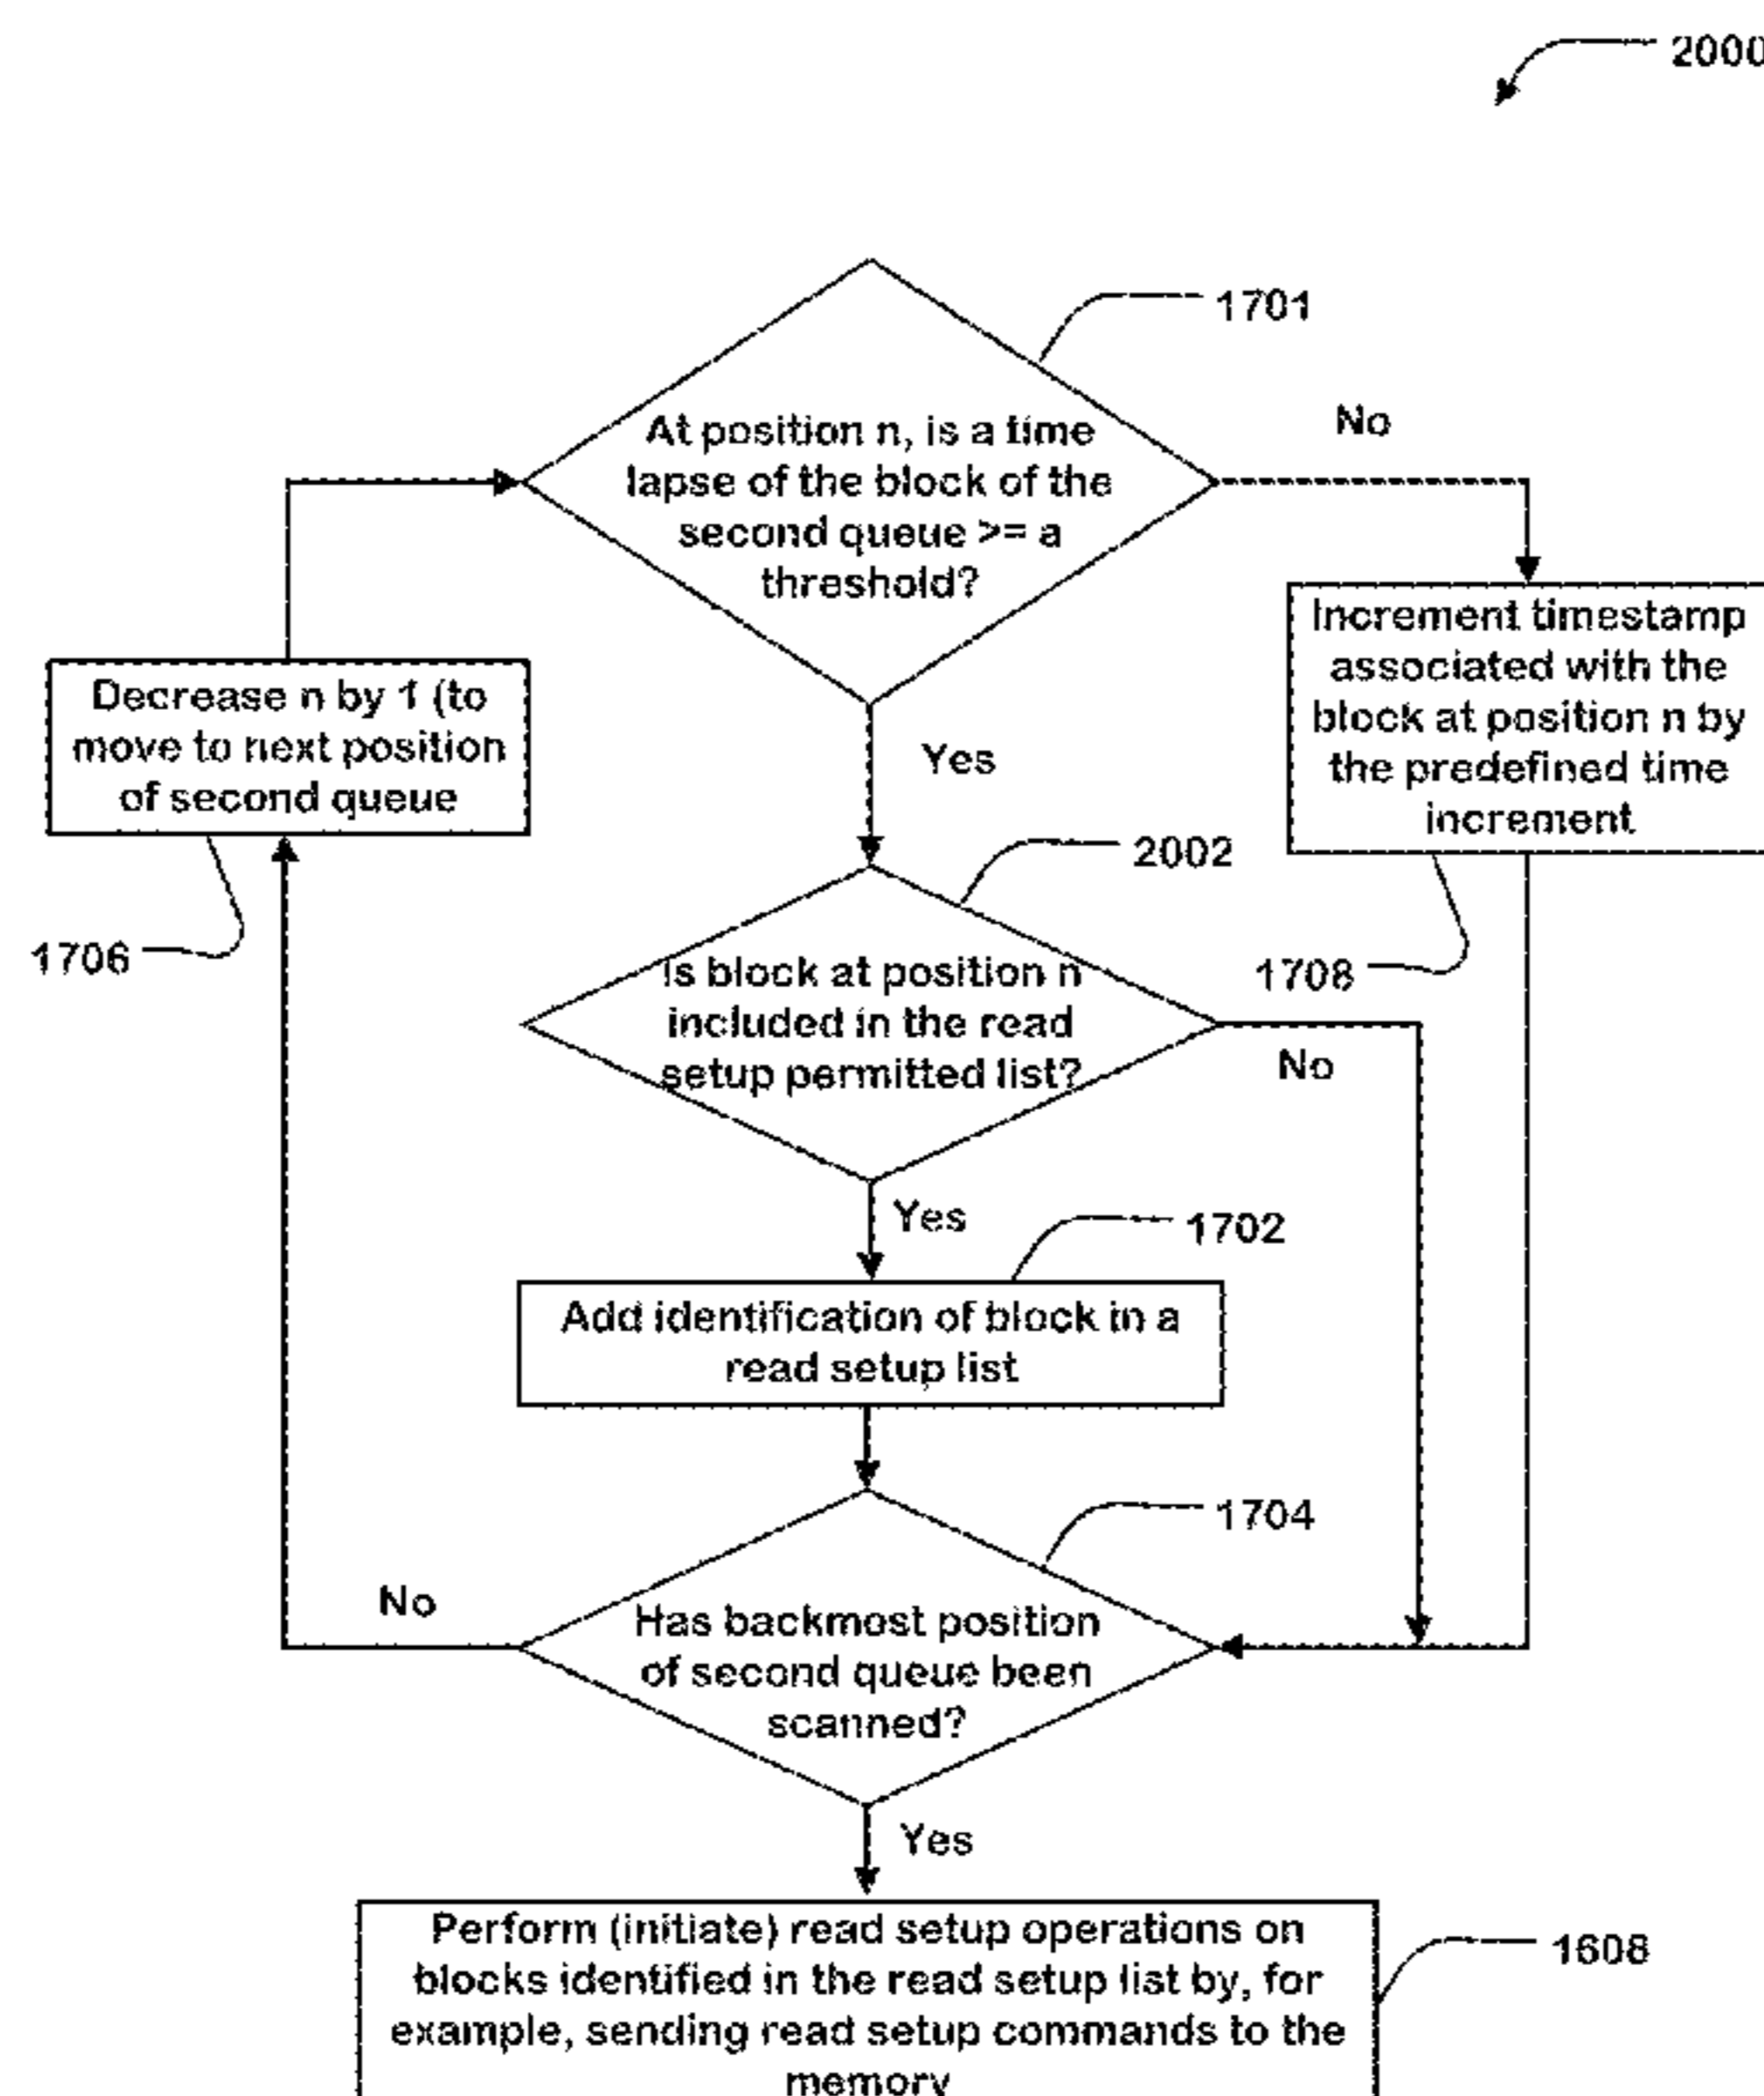 2000
1701
At position n, is a time
lapse of the block of the
second queue >= a
threshold?
No
Increment timestamp
associated with the
block at position n by
the predefined time
increment
Decrease n by 1 (to
move to next position
of second queue
Yes
2002
1706
1708
Is block at position n
included in the read
setup permitted list?
No
Yes
1702
Add identification of block in a
read setup list
1704
No
Has backmost position
of second queue been
scanned?
Yes
Perform (initiate) read setup operations on
blocks identified in the read setup list by, for
example, sending read setup commands to the
memory
1608